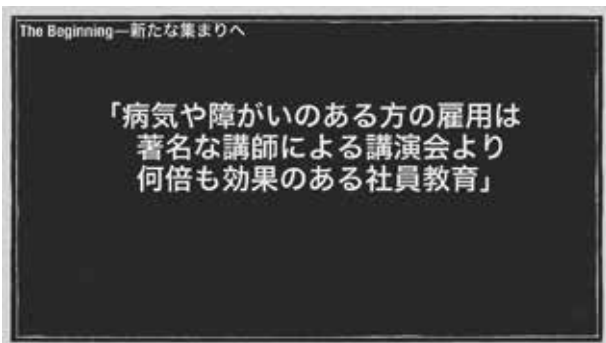 The Beginning—新たな集まりへ
「病気や障がいのある方の雇用は
著名な講師による講演会より
何倍も効果のある社員教育」